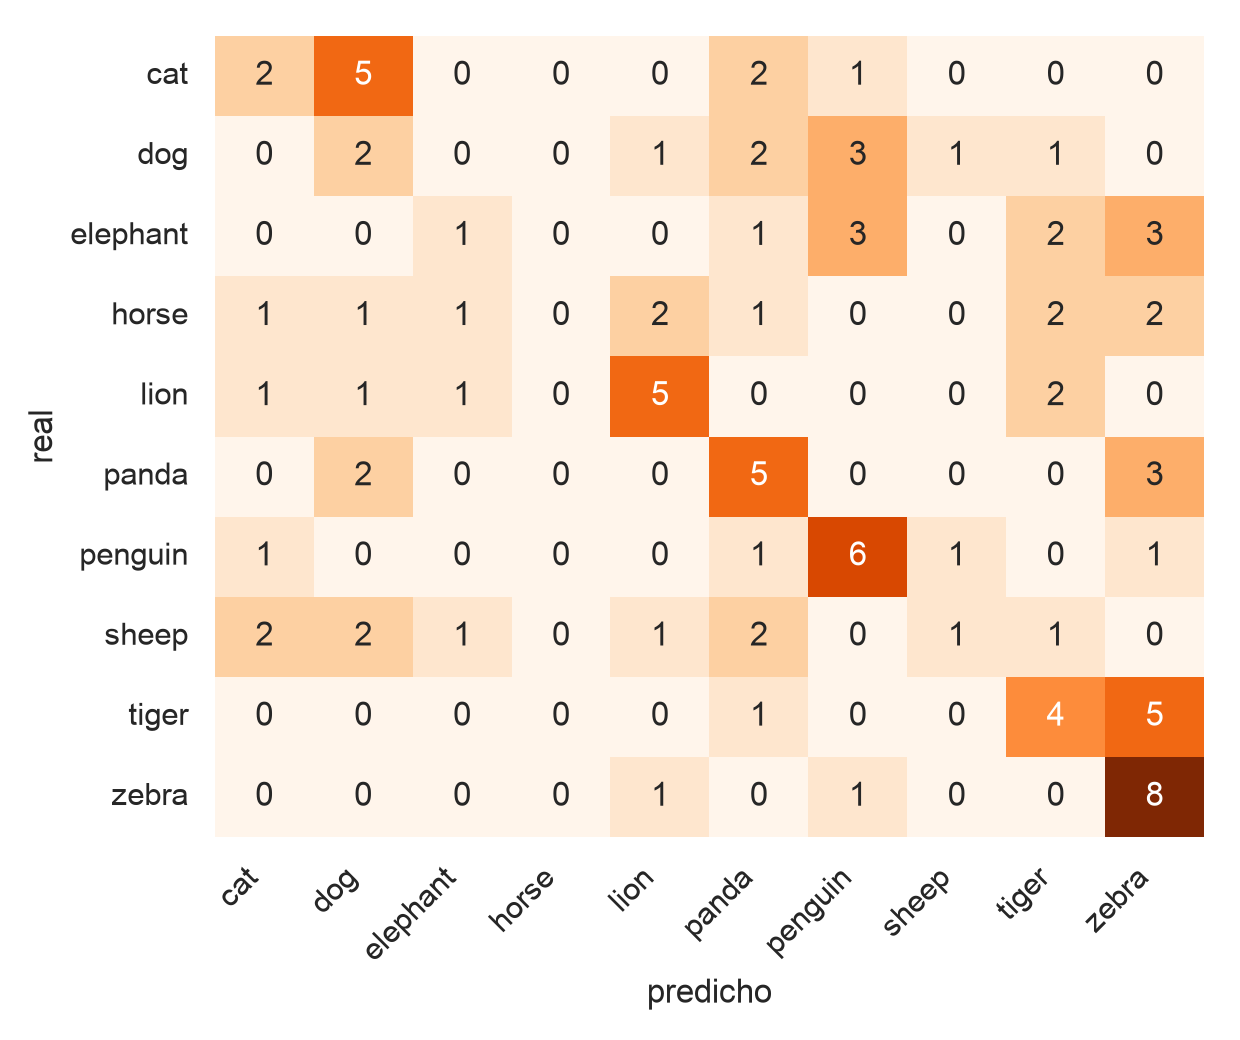 cat 2 5 0 0 0 2 1 0 0 0
dog 0 2 0 0 1 2 3 1 1 0
elephant 0 0 1 0 0 1 3 0 2 3
horse 1 1 1 0 2 1 0 0 2 2
lion 1 1 1 0 5 0 0 0 2 0
panda 0 2 0 0 0 5 0 0 0 3
penguin 1 0 0 0 0 1 6 1 0 1
sheep 2 2 1 0 1 2 0 1 1 0
tiger 0 0 0 0 0 1 0 0 4 5
zebra 0 0 0 0 1 0 1 0 0 8
real
cat dog elephant horse lion panda penguin sheep tiger zebra
predicho